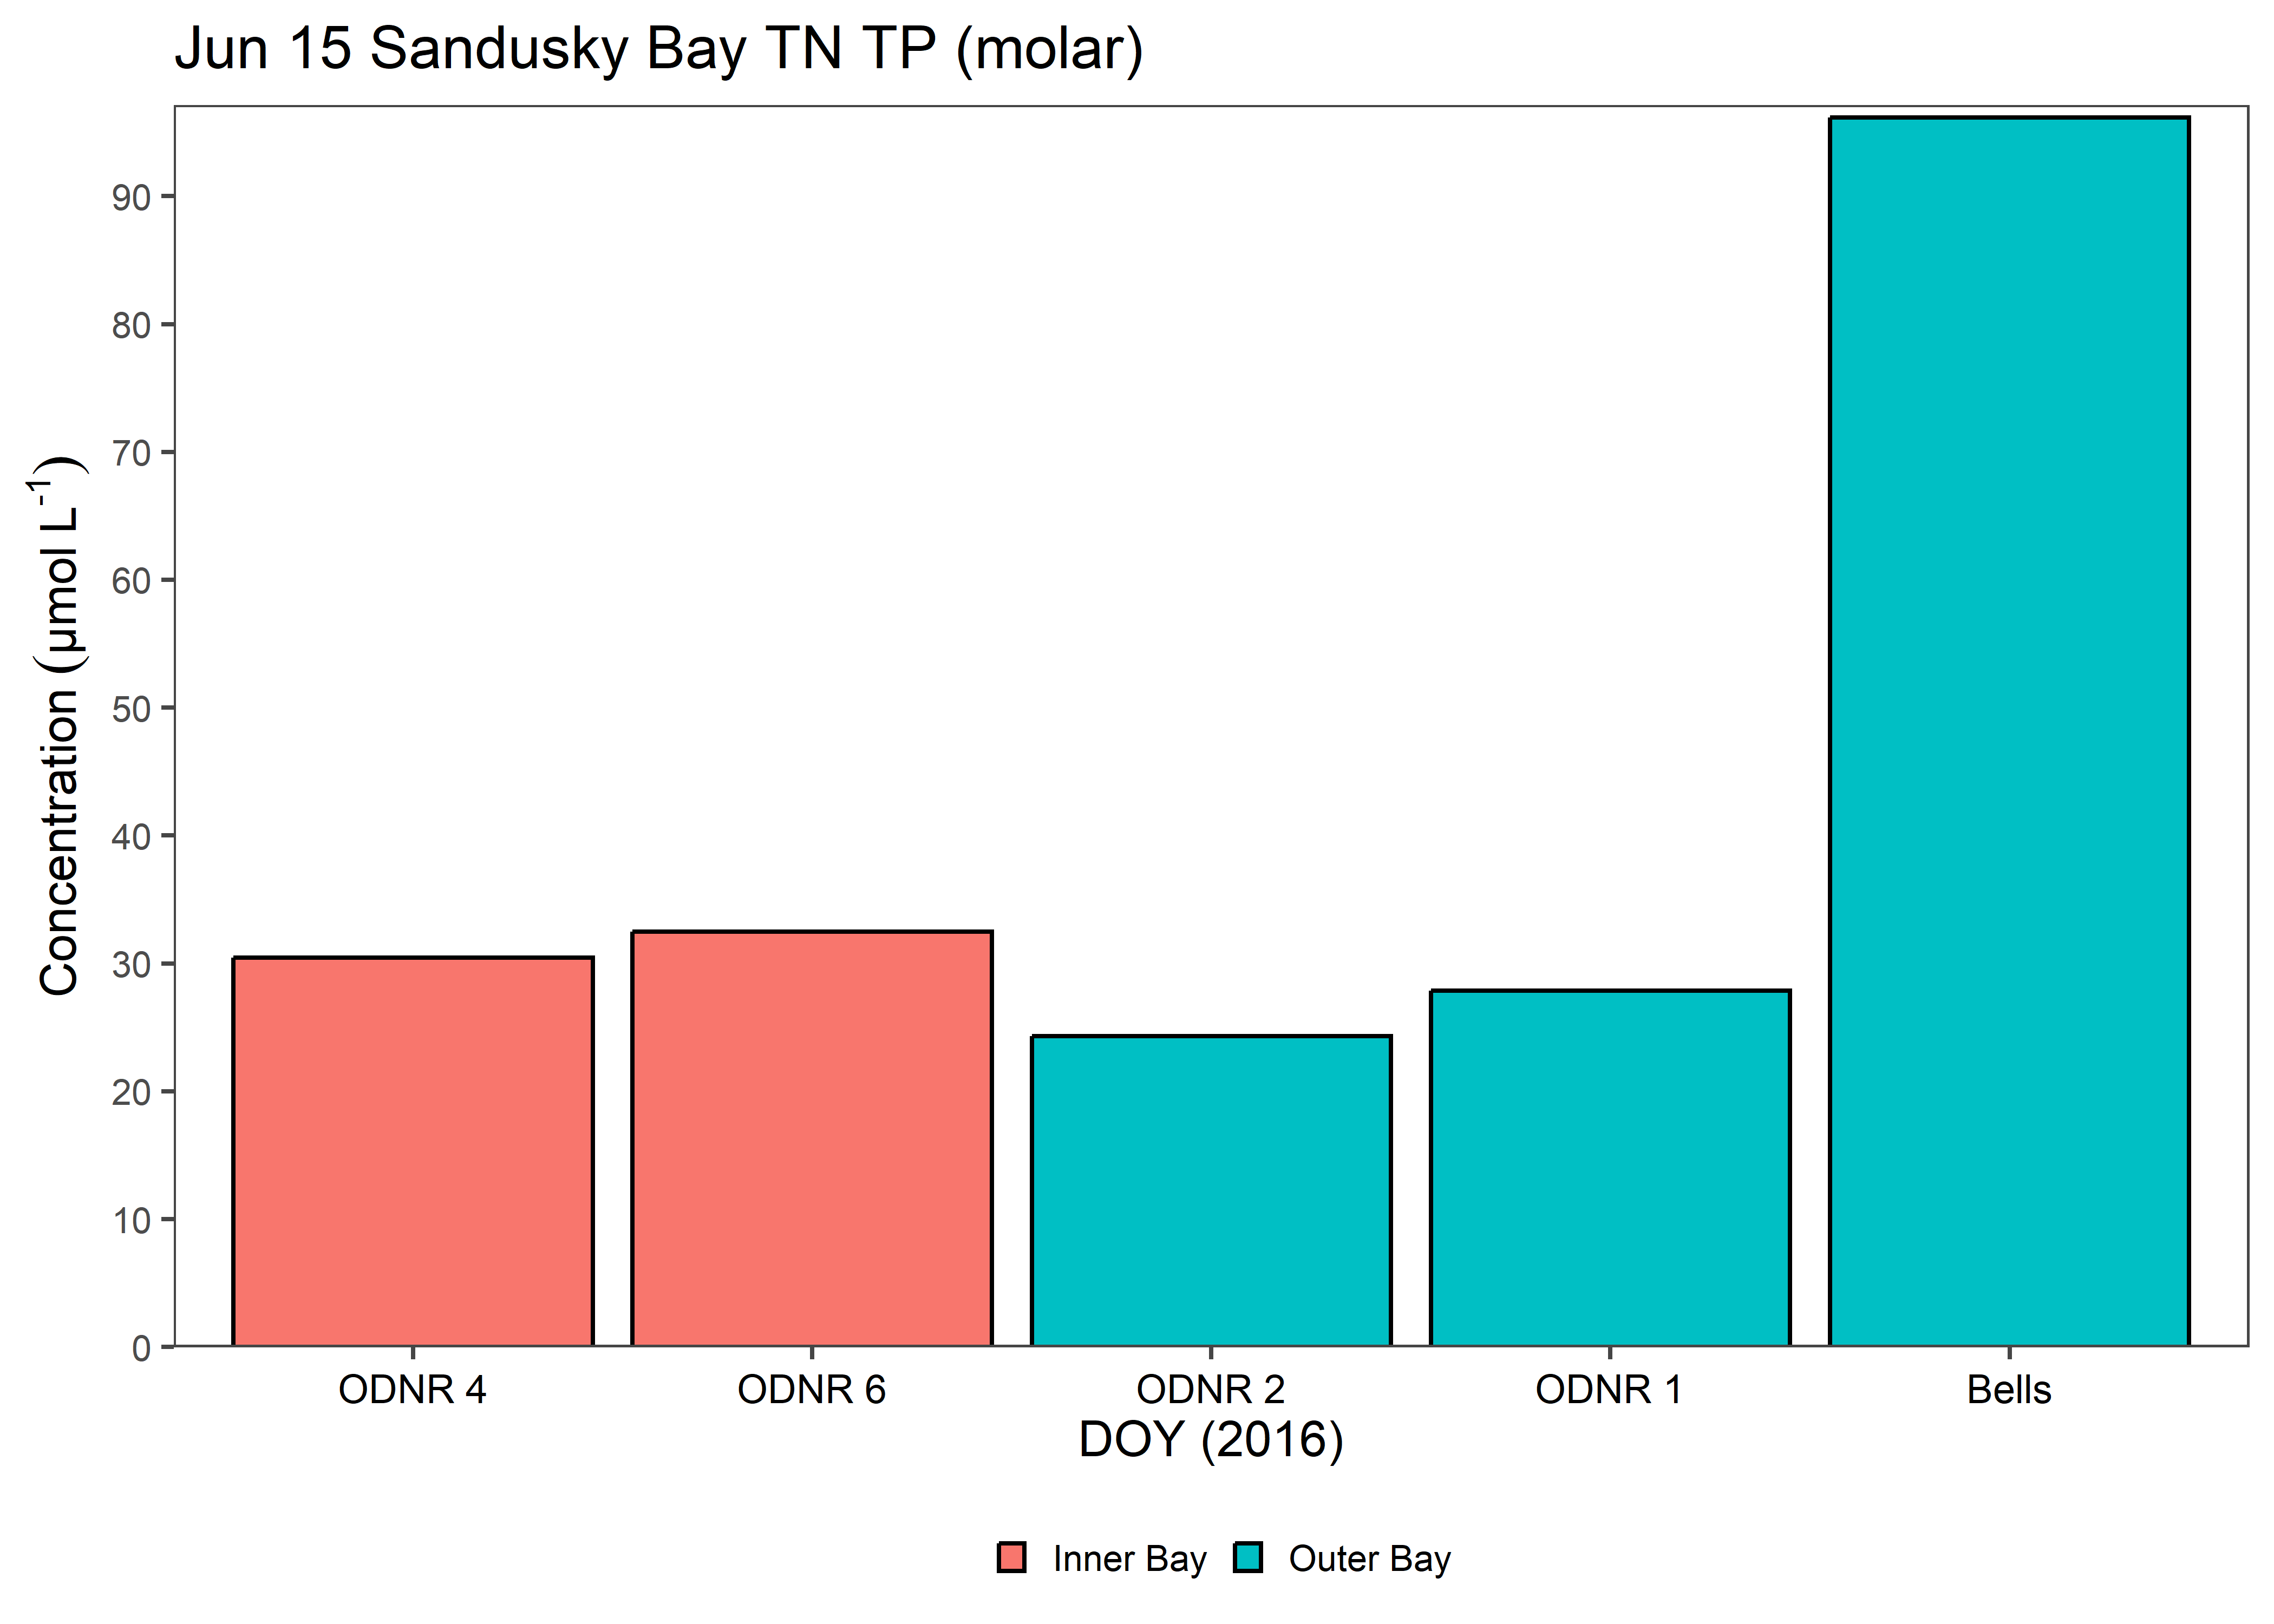 Jun 15 Sandusky Bay TN TP (molar)
Concentration (µmol L⁻¹)
90
80
70
60
50
40
30
20
10
0
ODNR 4 ODNR 6 ODNR 2 ODNR 1 Bells
DOY (2016)
Inner Bay Outer Bay